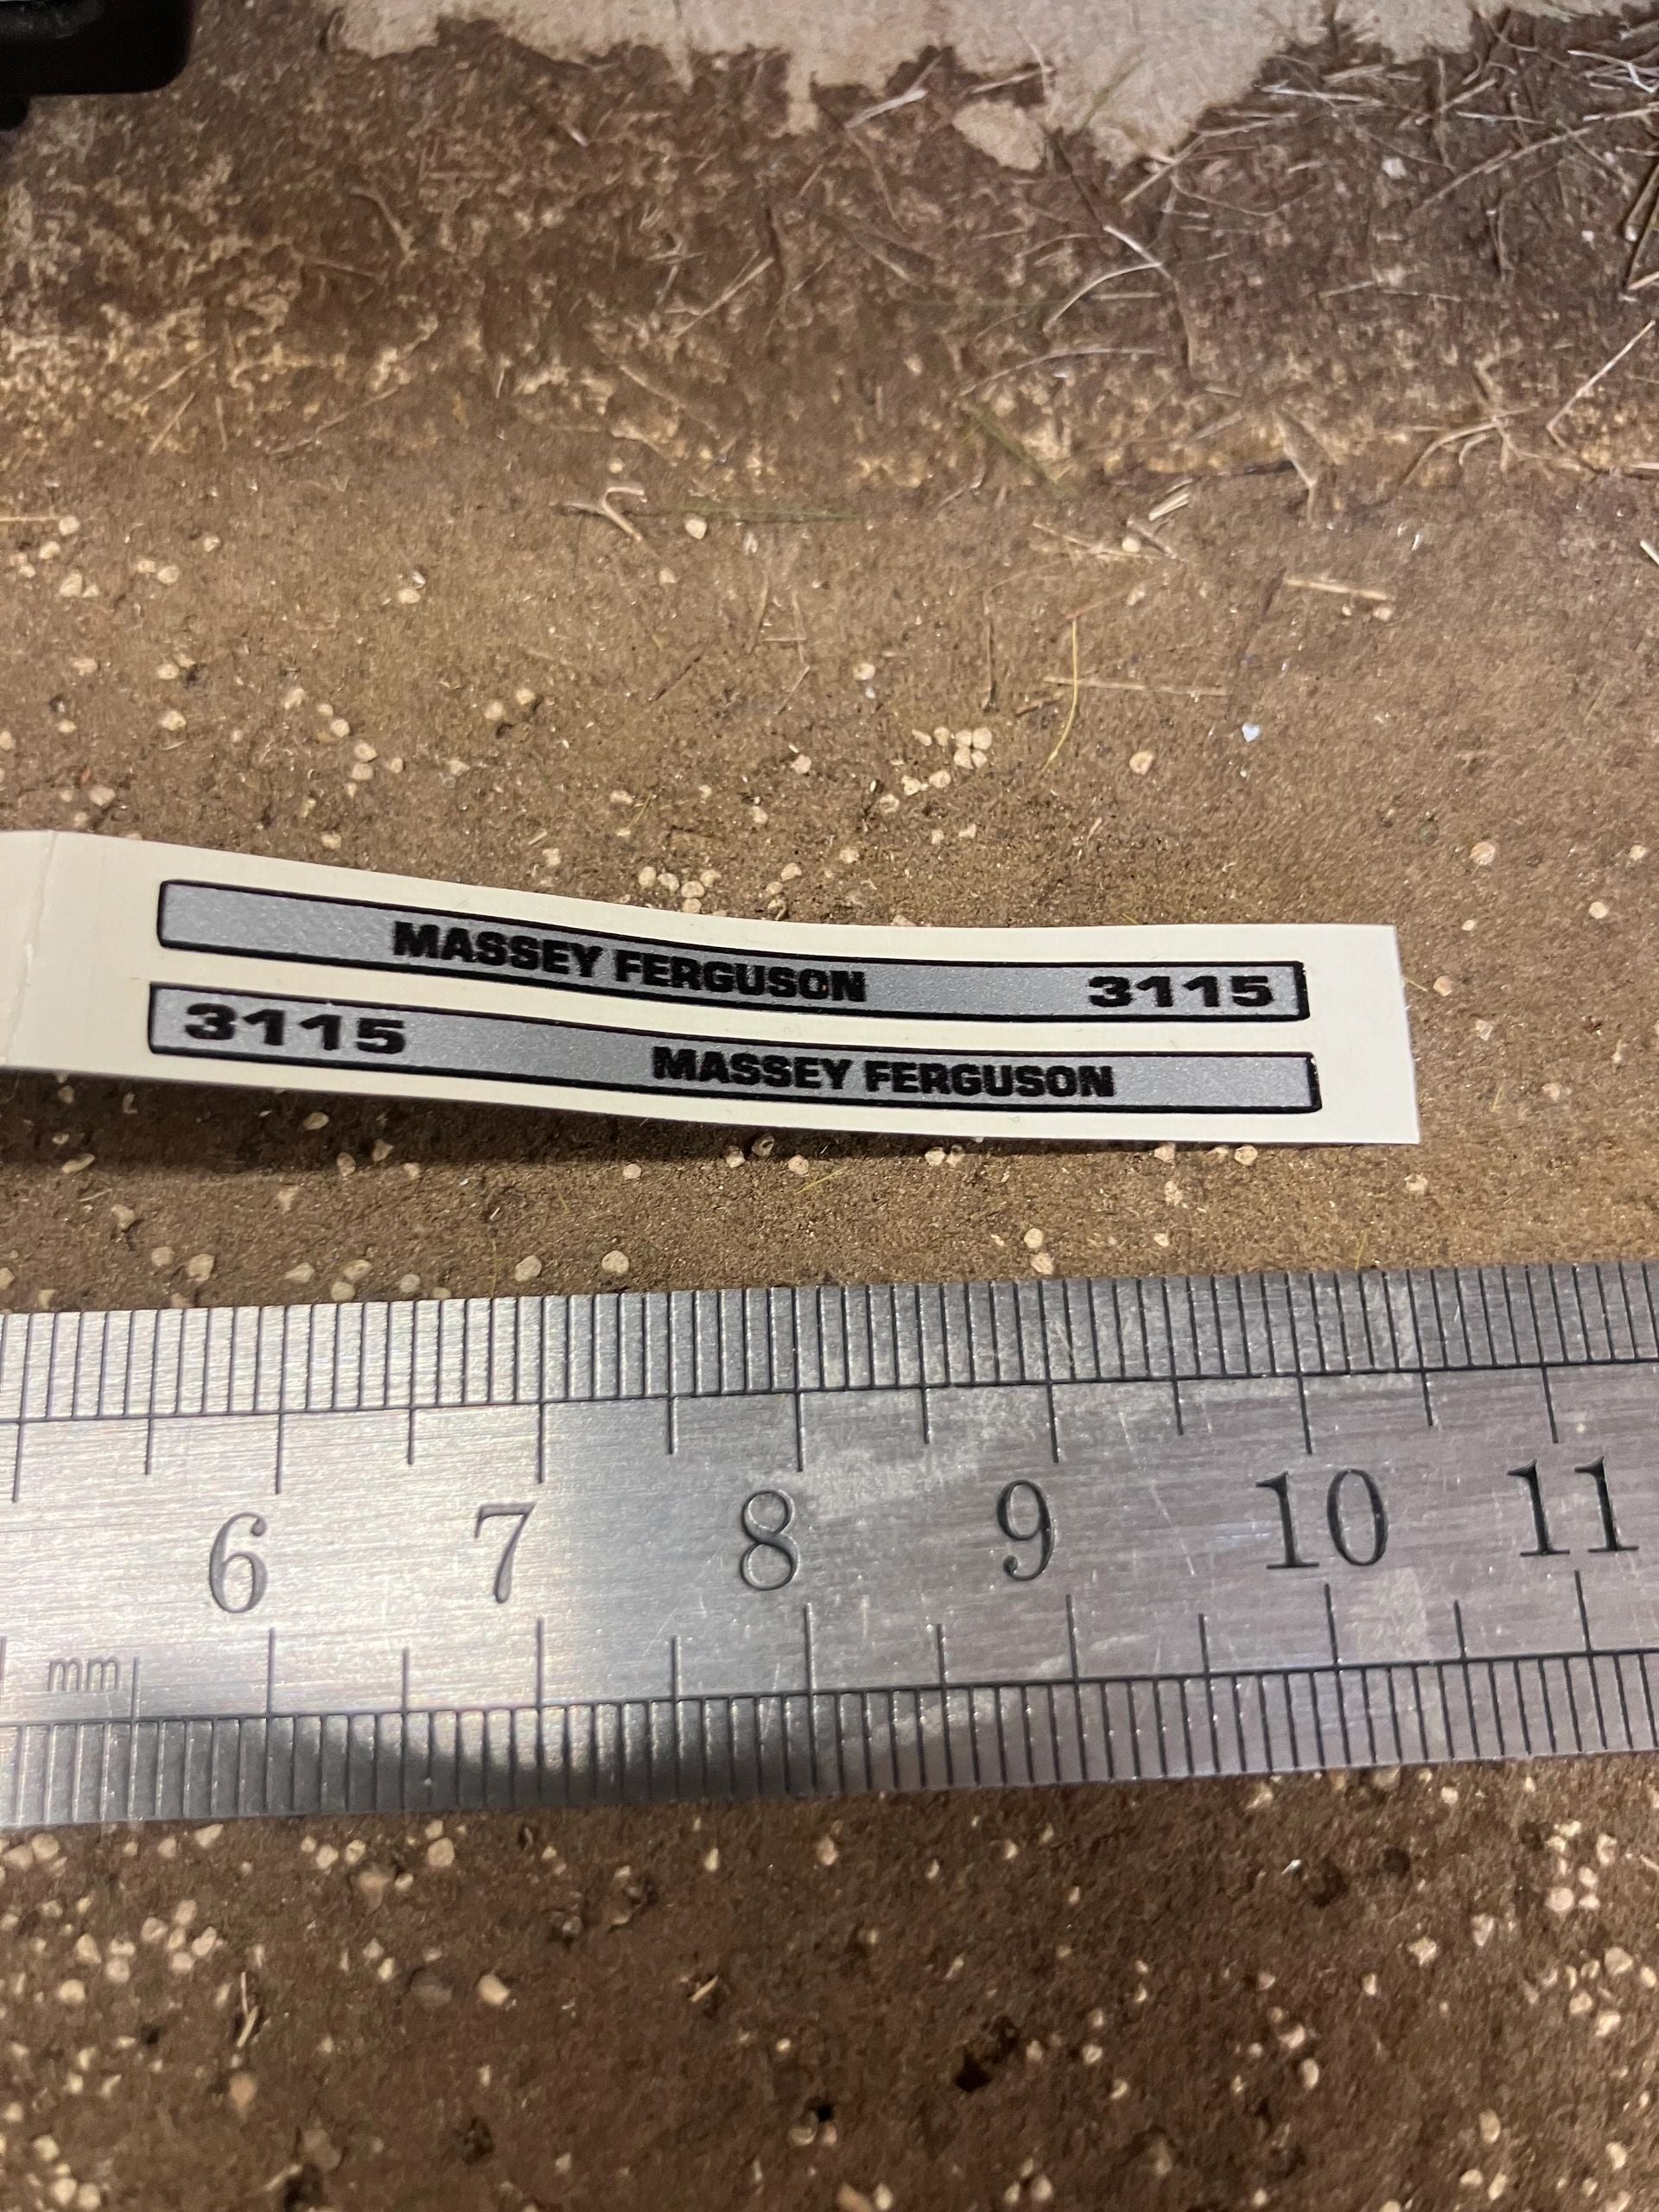 MASSEY FERGUSON 3115
3115 MASSEY FERGUSON
6 7 8 9 10 11
mm